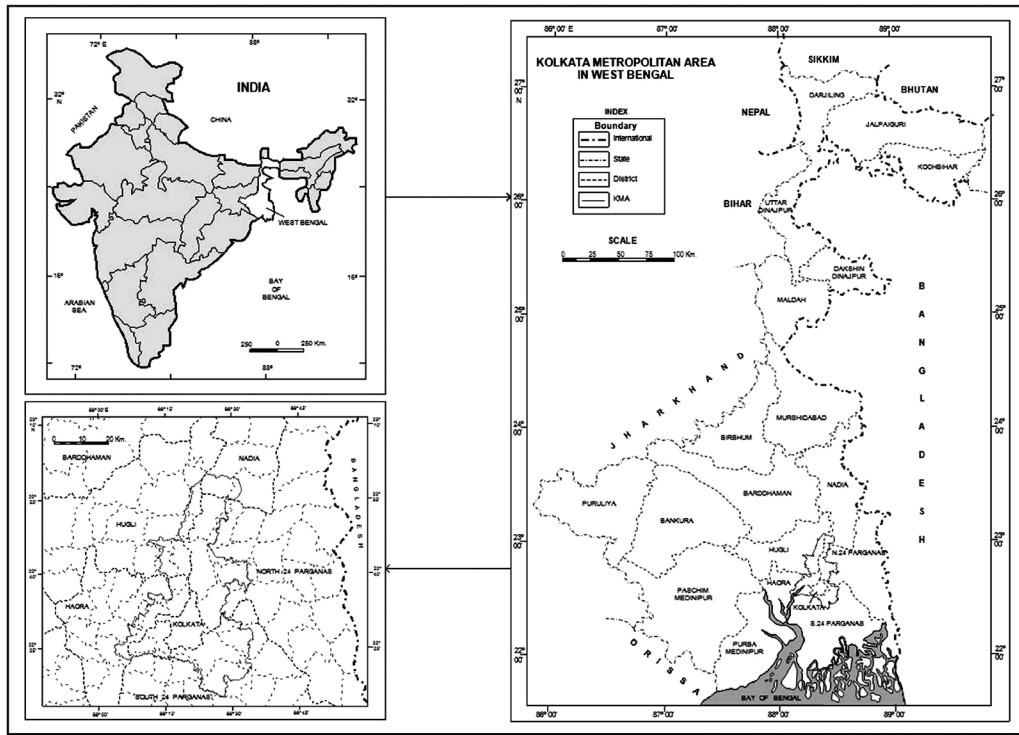 72° E
88°
INDIA
32°
N
32°
PAKISTAN
CHINA
WEST BENGAL
16°
16°
ARABIAN
SEA
BAY
OF
BENGAL
250 0 250 Km.
72°
88°
0 10 20 Km.
BARDDHAMAN
NADIA
BANGLADESH
HUGLI
NORTH 24 PARGANAS
HAORA
KOLKATA
SOUTH 24 PARGANAS
86° 00' E
87° 00'
88° 00'
89° 00'
KOLKATA METROPOLITAN AREA
IN WEST BENGAL
SIKKIM
BHUTAN
NEPAL
DARJILING
JALPAIGURI
KOCHBIHAR
INDEX
Boundary
International
State
District
KMA
BIHAR
UTTAR
DINAJPUR
SCALE
0 25 50 75 100 Km.
DAKSHIN
DINAJPUR
MALDAH
BANGLADESH
JHARKHAND
MURSHIDABAD
BIRBHUM
NADIA
BARDDHAMAN
PURULIYA
BANKURA
HUGLI
N.24 PARGANAS
HAORA
PASCHIM
MEDINIPUR
KOLKATA
S.24 PARGANAS
PURBA
MEDINIPUR
ORISSA
BAY OF BENGAL
27°
00'
N
27°
00'
26°
00'
26°
00'
25°
00'
25°
00'
24°
00'
24°
00'
23°
00'
23°
00'
22°
00'
22°
00'
86° 00'
87° 00'
88° 00'
89° 00'